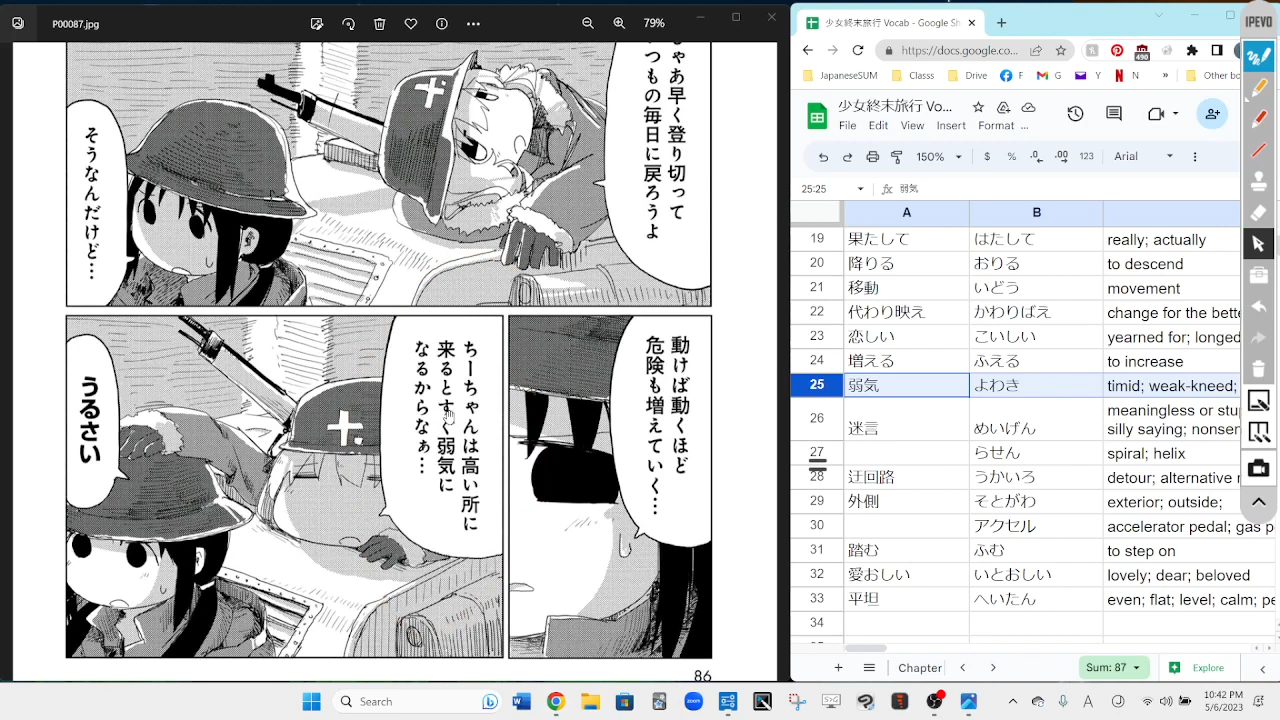 P00087.jpg
79%
ゃあ早く登り切って
つもの毎日に戻ろうよ
そうなんだけど…
動けば動くほど
危険も増えていく…
ちーちゃんは高い所に
来るとすぐ弱気に
なるからなぁ…
うるさい
86
少女終末旅行 Vocab - Google Sh
IPEVO
https://docs.google.co...
490
JapaneseSUM
Classs
Drive
F
G
Y
N
»
Other bo
少女終末旅行 Vo...
File Edit View Insert Format ...
150% $ % .0 .00 123 Arial
25:25 fx 弱気
A B
19 果たして はたして really; actually
20 降りる おりる to descend
21 移動 いどう movement
22 代わり映え かわりばえ change for the bette
23 恋しい こいしい yearned for; longed
24 増える ふえる to increase
25 弱気 よわき timid; weak-kneed;
26 迷言 めいげん meaningless or stup
silly saying; nonsen
27 らせん spiral; helix
28 迂回路 うかいろ detour; alternative r
29 外側 そとがわ exterior; outside;
30 アクセル accelerator pedal; gas p
31 踏む ふむ to step on
32 愛おしい いとおしい lovely; dear; beloved
33 平坦 へいたん even; flat; level; calm; pe
34
Chapter
Sum: 87
Explore
Search
zoom
A
10:42 PM
5/6/2023